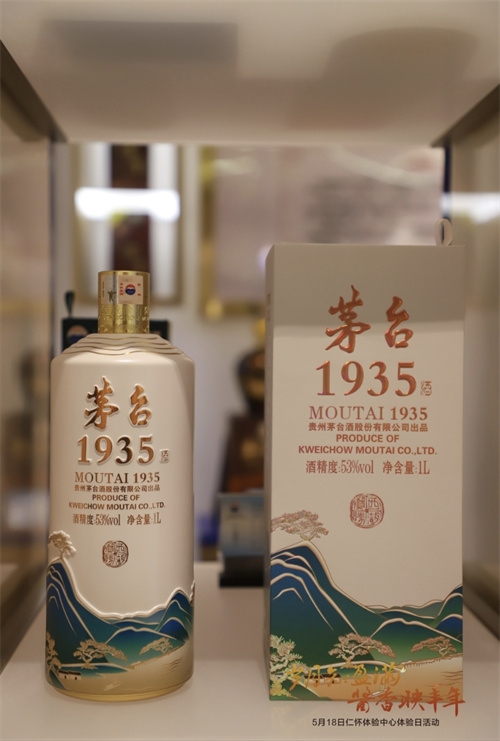 茅台
1935
MOUTAI 1935
贵州茅台酒股份有限公司出品
PRODUCE OF
KWEICHOW MOUTAI CO.,LTD.
酒精度:53%vol 净含量:1L
茅台
1935
MOUTAI 1935
贵州茅台酒股份有限公司出品
PRODUCE OF
KWEICHOW MOUTAI CO.,LTD.
酒精度:53%vol 净含量:1L
酱香映丰年
5月18日仁怀体验中心体验日活动